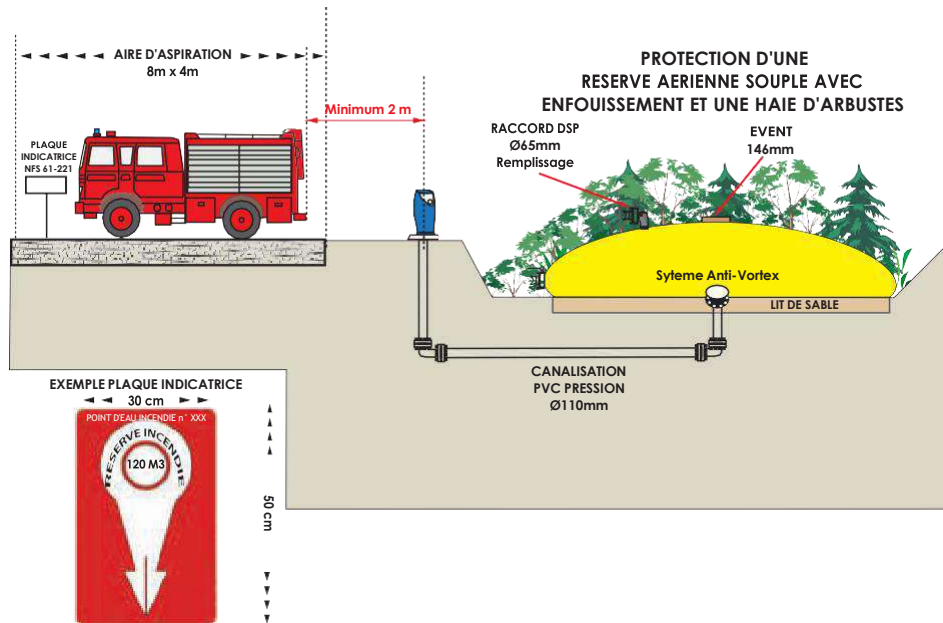 AIRE D'ASPIRATION
8m x 4m
Minimum 2 m
PROTECTION D'UNE
RESERVE AERIENNE SOUPLE AVEC
ENFOUISSEMENT ET UNE HAIE D'ARBUSTES
RACCORD DSP
Ø65mm
Remplissage
EVENT
146mm
PLAQUE
INDICATRICE
NFS 61-221
Syteme Anti-Vortex
LIT DE SABLE
CANALISATION
PVC PRESSION
Ø110mm
EXEMPLE PLAQUE INDICATRICE
30 cm
POINT D'EAU INCENDIE n° XXX
RESERVE INCENDIE
120 M3
50 cm